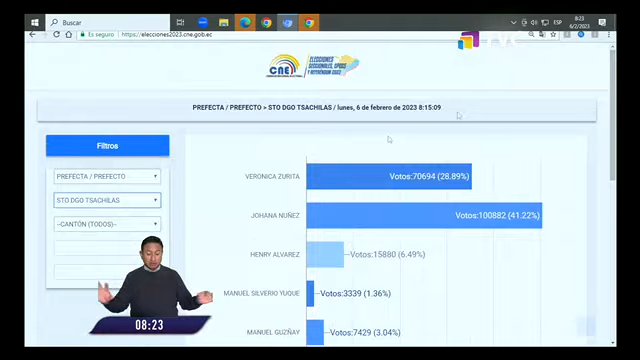 Buscar
ESP
8:23
6/2/2023
Es seguro
https://elecciones2023.cne.gob.ec
TVC
CNE
ELECCIONES
SECCIONALES, CPCCS
Y REFERÉNDUM 2023
PREFECTA / PREFECTO > STO DGO TSACHILAS / lunes, 6 de febrero de 2023 8:15:09
Filtros
PREFECTA / PREFECTO
STO DGO TSACHILAS
--CANTÓN (TODOS)--
VERONICA ZURITA
Votos:70694 (28.89%)
JOHANA NUÑEZ
Votos:100882 (41.22%)
HENRY ALVAREZ
Votos:15880 (6.49%)
MANUEL SILVERIO YUQUE
Votos:3339 (1.36%)
MANUEL GUZÑAY
Votos:7429 (3.04%)
08:23